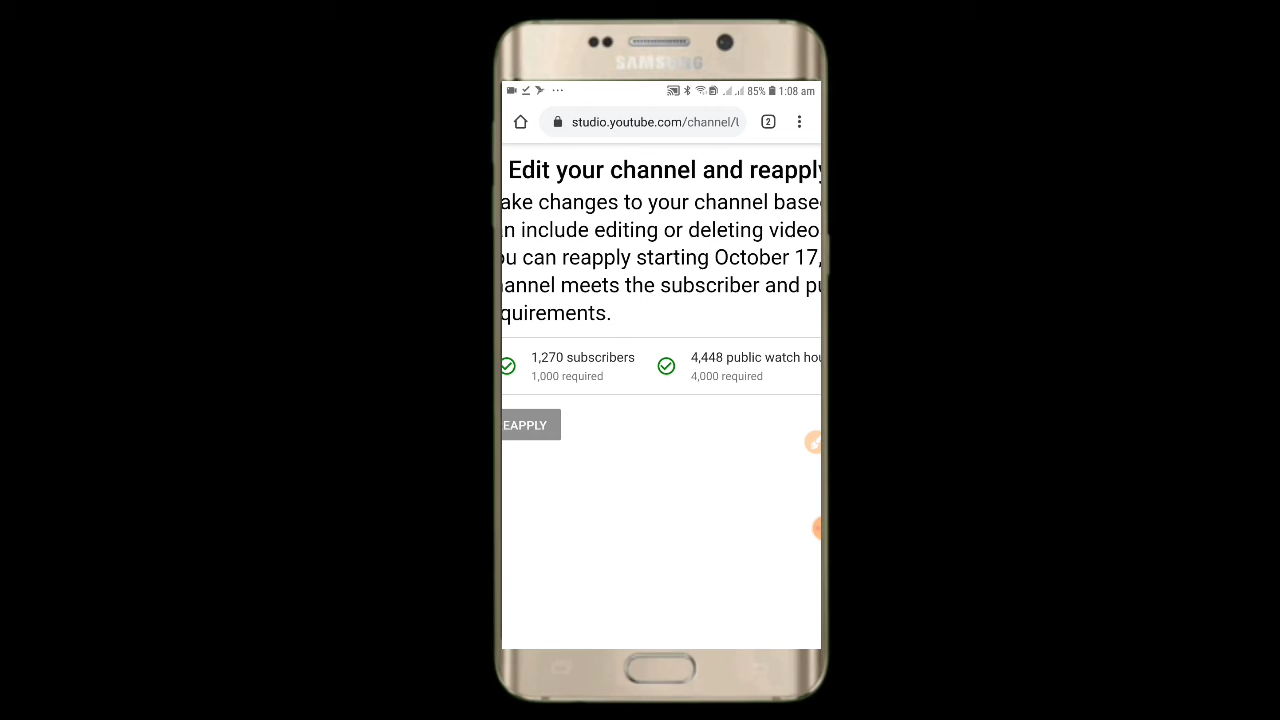 SAMSUNG
85% 1:08 am
studio.youtube.com/channel/
2
Edit your channel and reapply
ake changes to your channel base
n include editing or deleting video
ou can reapply starting October 17,
annel meets the subscriber and pu
quirements.
1,270 subscribers 4,448 public watch hou
1,000 required 4,000 required
EAPPLY